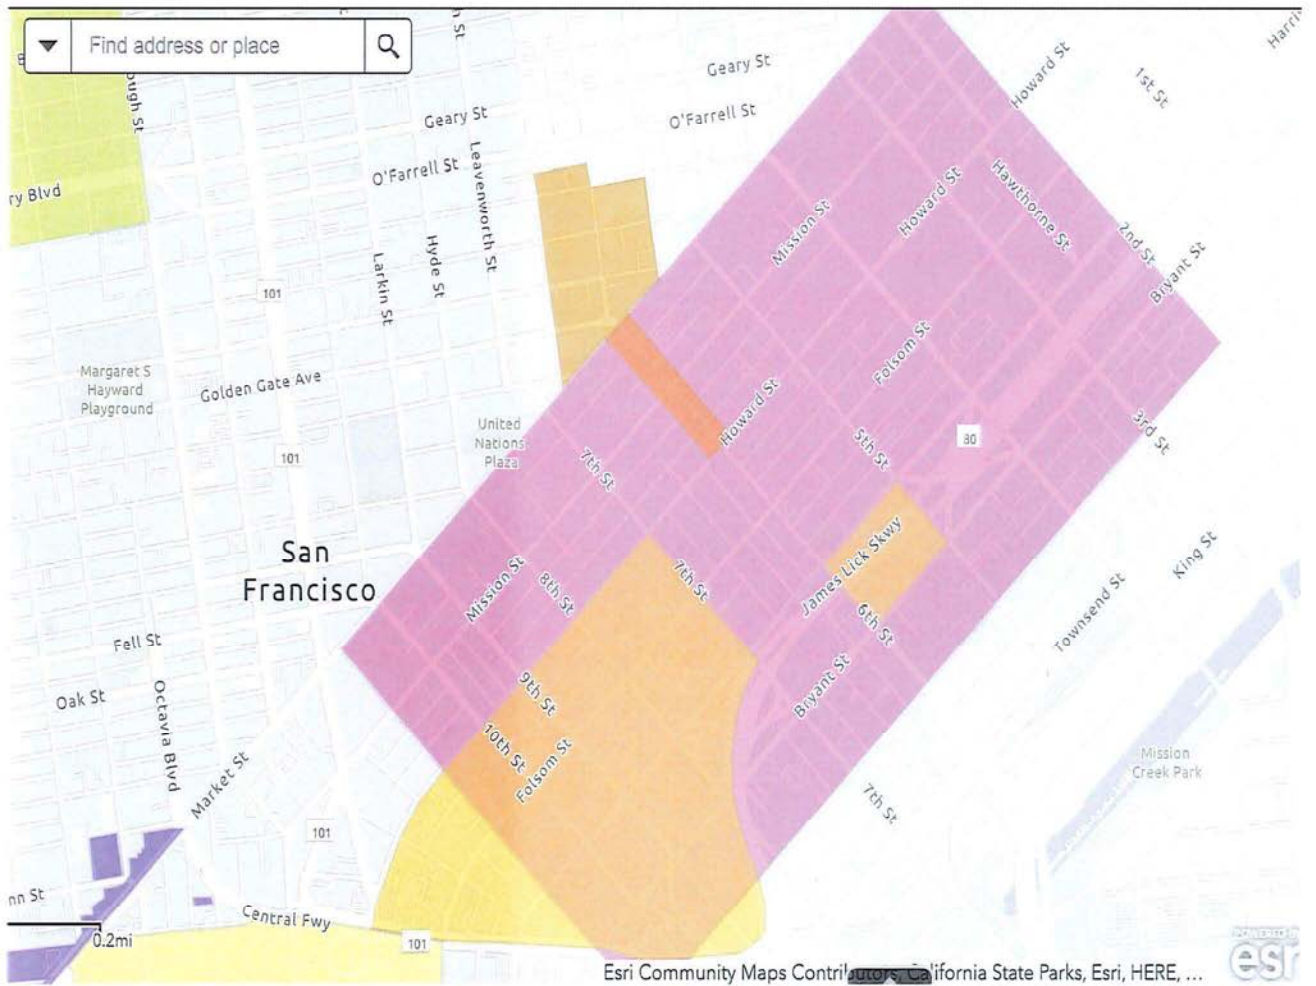 Find address or place
ough St
h St
Geary St
O'Farrell St
Howard St
1st St
Harri
Geary St
O'Farrell St
Leavenworth St
ry Blvd
Hyde St
Larkin St
101
Mission St
Howard St
Hawthorne St
2nd St
Bryant St
Margaret S
Hayward
Playground
Golden Gate Ave
101
United
Nations
Plaza
7th St
Howard St
Folsom St
5th St
80
3rd St
San
Francisco
Mission St
8th St
7th St
James Lick Skwy
6th St
King St
Townsend St
Fell St
Oak St
Octavia Blvd
Market St
9th St
10th St
Folsom St
Bryant St
7th St
Mission
Creek Park
101
nn St
Central Fwy
101
0.2mi
POWERED BY
esri
Esri Community Maps Contributors, California State Parks, Esri, HERE, ...